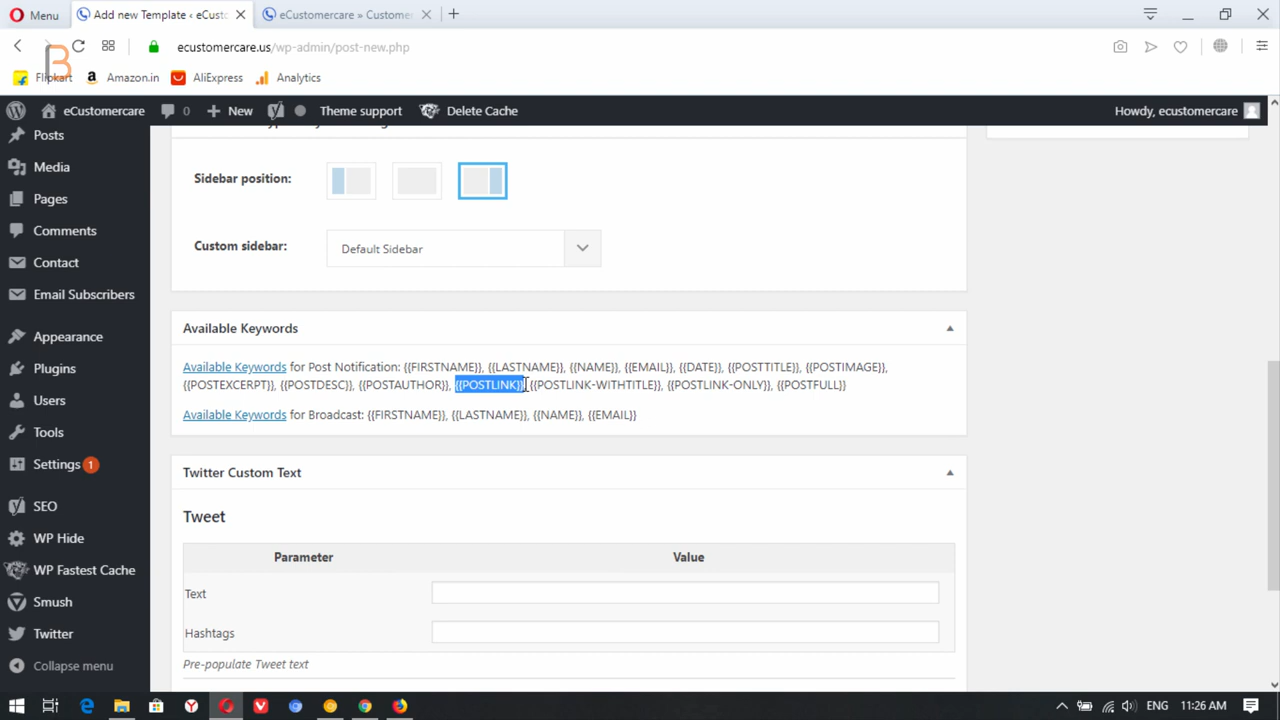 Menu
Add new Template ‹ eCusto
eCustomercare » Customer
ecustomercare.us/wp-admin/post-new.php
B
Flipkart
Amazon.in
AliExpress
Analytics
eCustomercare
0
New
Theme support
Delete Cache
Howdy, ecustomercare
Posts
Media
Pages
Comments
Contact
Email Subscribers
Appearance
Plugins
Users
Tools
Settings 1
SEO
WP Hide
WP Fastest Cache
Smush
Twitter
Collapse menu
Sidebar position:
Custom sidebar:
Default Sidebar
Available Keywords
Available Keywords for Post Notification: {{FIRSTNAME}}, {{LASTNAME}}, {{NAME}}, {{EMAIL}}, {{DATE}}, {{POSTTITLE}}, {{POSTIMAGE}},
{{POSTEXCERPT}}, {{POSTDESC}}, {{POSTAUTHOR}}, {{POSTLINK}}, {{POSTLINK-WITHTITLE}}, {{POSTLINK-ONLY}}, {{POSTFULL}}
Available Keywords for Broadcast: {{FIRSTNAME}}, {{LASTNAME}}, {{NAME}}, {{EMAIL}}
Twitter Custom Text
Tweet
Parameter Value
Text
Hashtags
Pre-populate Tweet text
ENG 11:26 AM